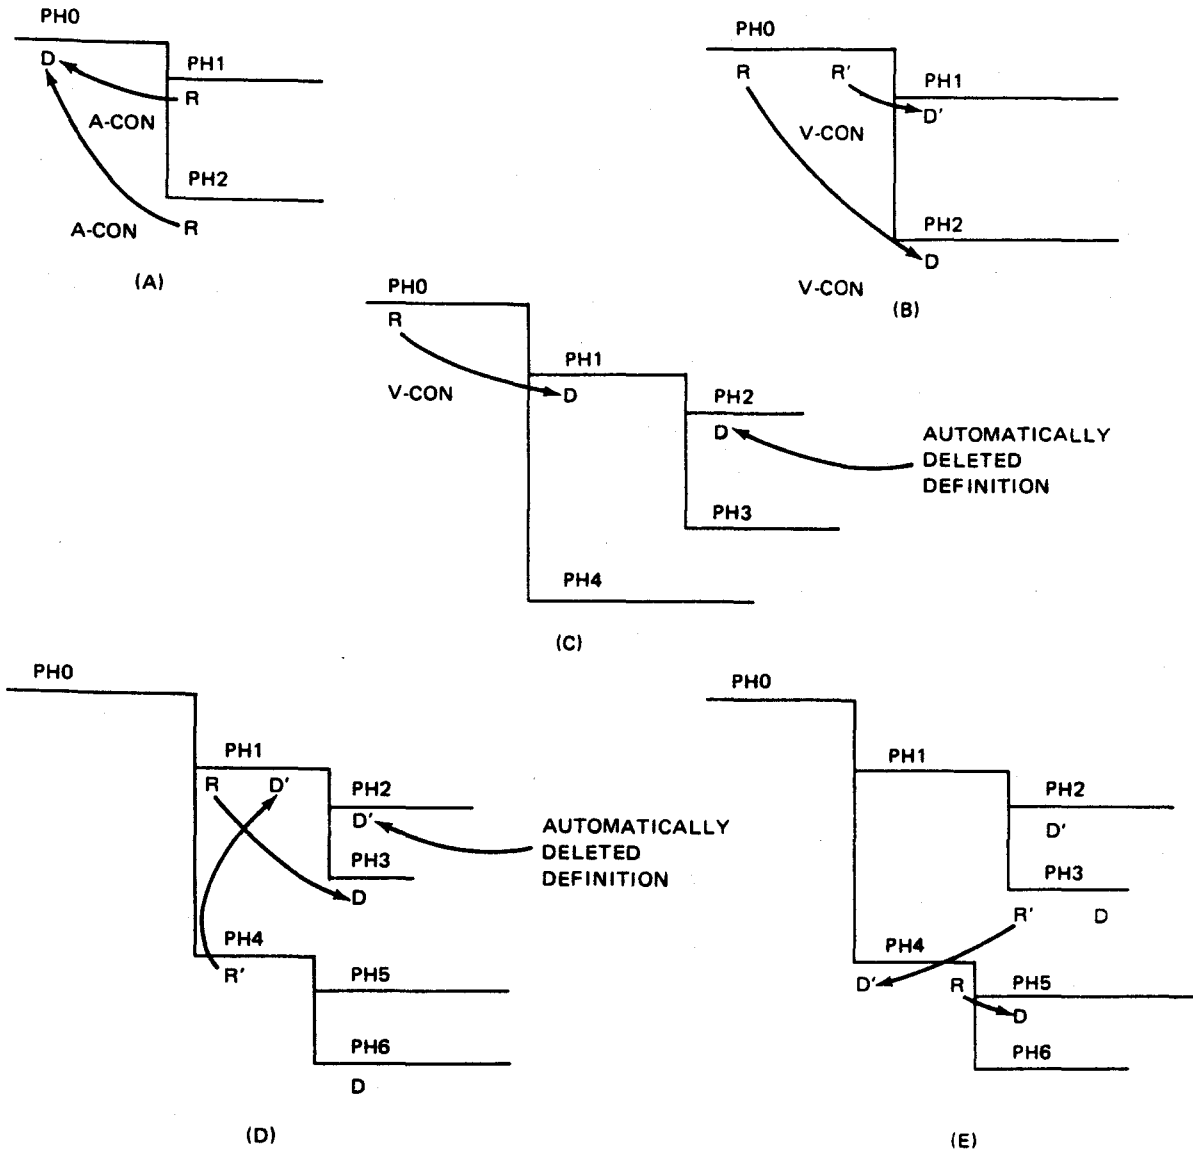 PH0
D
PH1
R
A-CON
PH2
A-CON
R
(A)
PH0
R
R'
PH1
D'
V-CON
PH2
D
V-CON
(B)
PH0
R
PH1
V-CON
D
PH2
D
AUTOMATICALLY
DELETED
DEFINITION
PH3
PH4
(C)
PH0
PH1
R
D'
PH2
D'
AUTOMATICALLY
DELETED
DEFINITION
PH3
D
PH4
R'
PH5
PH6
D
(D)
PH0
PH1
PH2
D'
PH3
R'
D
PH4
D'
R
PH5
D
PH6
(E)